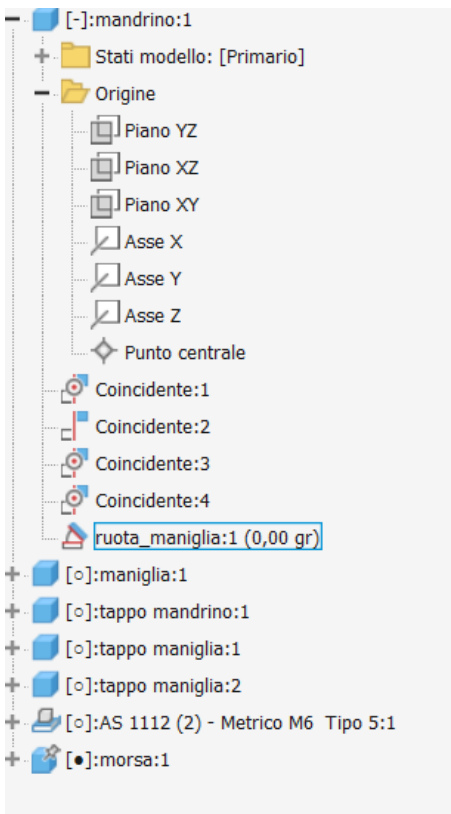 [-]:mandrino:1
Stati modello: [Primario]
Origine
Piano YZ
Piano XZ
Piano XY
Asse X
Asse Y
Asse Z
Punto centrale
Coincidente:1
Coincidente:2
Coincidente:3
Coincidente:4
ruota_maniglia:1 (0,00 gr)
[○]:maniglia:1
[○]:tappo mandrino:1
[○]:tappo maniglia:1
[○]:tappo maniglia:2
[○]:AS 1112 (2) - Metrico M6  Tipo 5:1
[●]:morsa:1